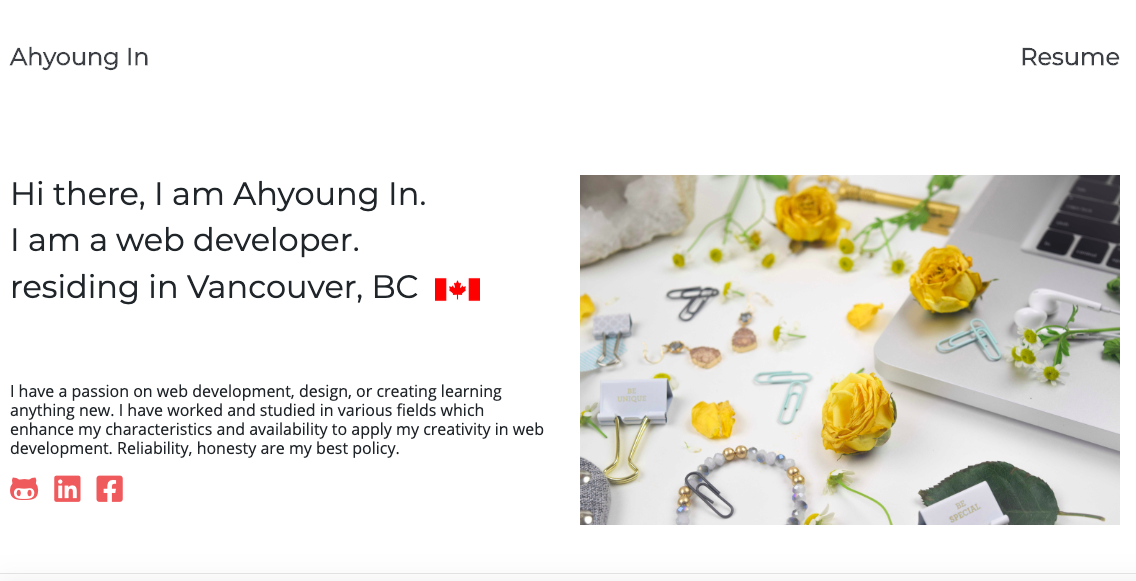 Ahyoung In
Resume
Hi there, I am Ahyoung In.
I am a web developer.
residing in Vancouver, BC
I have a passion on web development, design, or creating learning
anything new. I have worked and studied in various fields which
enhance my characteristics and availability to apply my creativity in web
development. Reliability, honesty are my best policy.
in
BE
UNIQUE
BE
SPECIAL